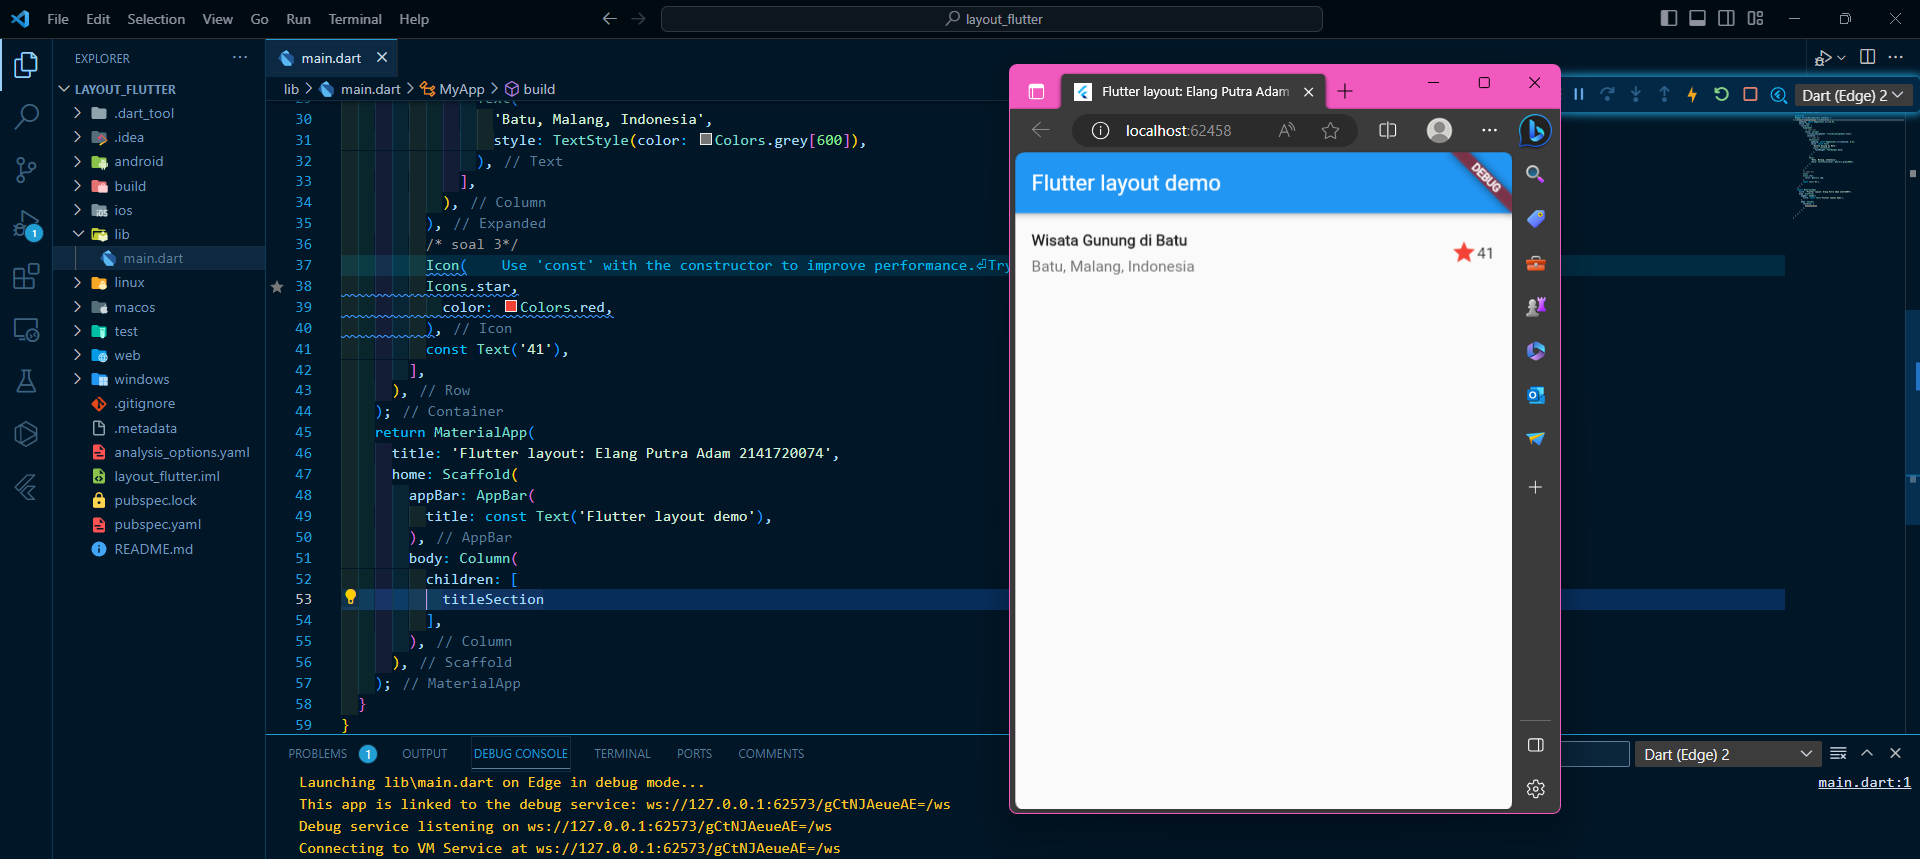 File Edit Selection View Go Run Terminal Help
layout_flutter
EXPLORER
LAYOUT_FLUTTER
.dart_tool
.idea
android
build
ios
lib
main.dart
linux
macos
test
web
windows
.gitignore
.metadata
analysis_options.yaml
layout_flutter.iml
pubspec.lock
pubspec.yaml
README.md
1
main.dart
lib > main.dart > MyApp > build
30 'Batu, Malang, Indonesia',
31 style: TextStyle(color: Colors.grey[600]),
32 ), // Text
33 ],
34 ), // Column
35 ), // Expanded
36 /* soal 3*/
37 Icon( Use 'const' with the constructor to improve performance.⏎Try
38 Icons.star,
39 color: Colors.red,
40 ), // Icon
41 const Text('41'),
42 ],
43 ), // Row
44 ); // Container
45 return MaterialApp(
46 title: 'Flutter layout: Elang Putra Adam 2141720074',
47 home: Scaffold(
48 appBar: AppBar(
49 title: const Text('Flutter layout demo'),
50 ), // AppBar
51 body: Column(
52 children: [
53 titleSection
54 ],
55 ), // Column
56 ), // Scaffold
57 ); // MaterialApp
58 }
59 }
PROBLEMS 1 OUTPUT DEBUG CONSOLE TERMINAL PORTS COMMENTS
Launching lib\main.dart on Edge in debug mode...
This app is linked to the debug service: ws://127.0.0.1:62573/gCtNJAeueAE=/ws
Debug service listening on ws://127.0.0.1:62573/gCtNJAeueAE=/ws
Connecting to VM Service at ws://127.0.0.1:62573/gCtNJAeueAE=/ws
Flutter layout: Elang Putra Adam
localhost:62458
Flutter layout demo
DEBUG
Wisata Gunung di Batu
Batu, Malang, Indonesia
41
Dart (Edge) 2
Dart (Edge) 2
main.dart:1